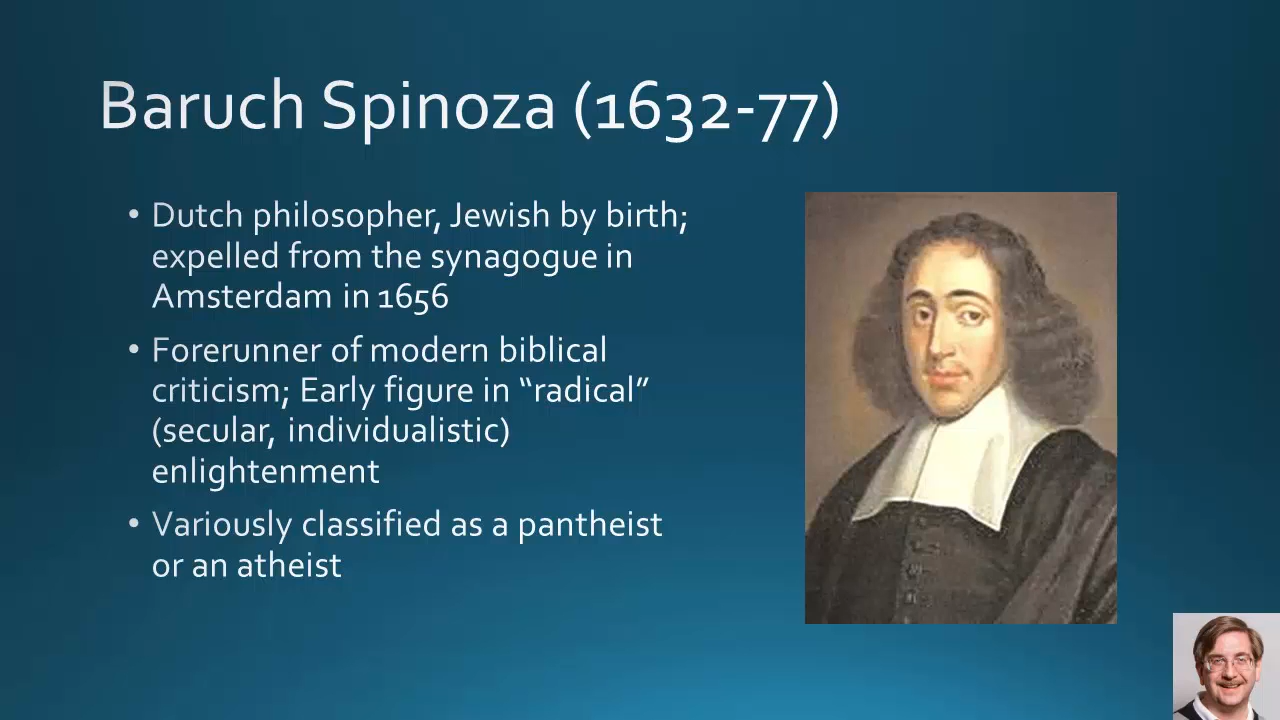 Baruch Spinoza (1632-77)
• Dutch philosopher, Jewish by birth;
expelled from the synagogue in
Amsterdam in 1656
• Forerunner of modern biblical
criticism; Early figure in “radical”
(secular, individualistic)
enlightenment
• Variously classified as a pantheist
or an atheist